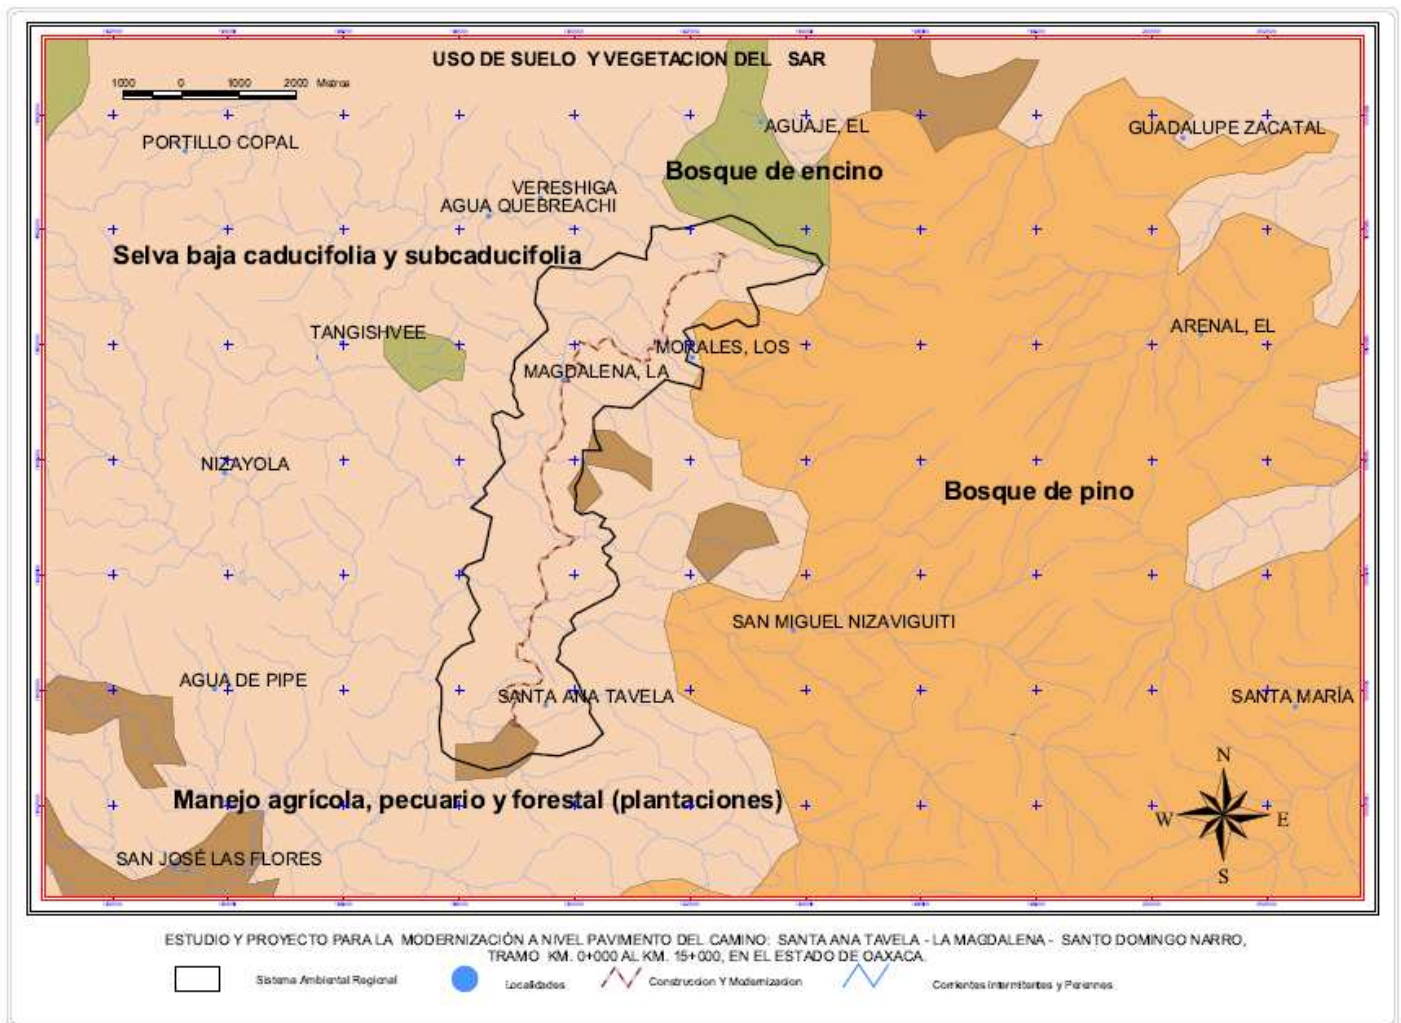 USO DE SUELO Y VEGETACION DEL SAR
1000 0 1000 2000 Metros
AGUAJE, EL
GUADALUPE ZACATAL
PORTILLO COPAL
Bosque de encino
VERESHIGA
AGUA QUEBREACHI
Selva baja caducifolia y subcaducifolia
TANGISHVEE
ARENAL, EL
MORALES, LOS
MAGDALENA, LA
NIZAYOLA
Bosque de pino
SAN MIGUEL NIZAVIGUITI
AGUA DE PIPE
SANTA ANA TAVELA
SANTA MARÍA
N
W E
S
Manejo agrícola, pecuario y forestal (plantaciones)
SAN JOSÉ LAS FLORES
ESTUDIO Y PROYECTO PARA LA MODERNIZACIÓN A NIVEL PAVIMENTO DEL CAMINO: SANTA ANA TAVELA - LA MAGDALENA - SANTO DOMINGO NARRO,
TRAMO KM. 0+000 AL KM. 15+000, EN EL ESTADO DE OAXACA.
Sistema Ambiental Regional Localidades Construccion Y Modernizacion Corrientes Intermitentes y Perennes